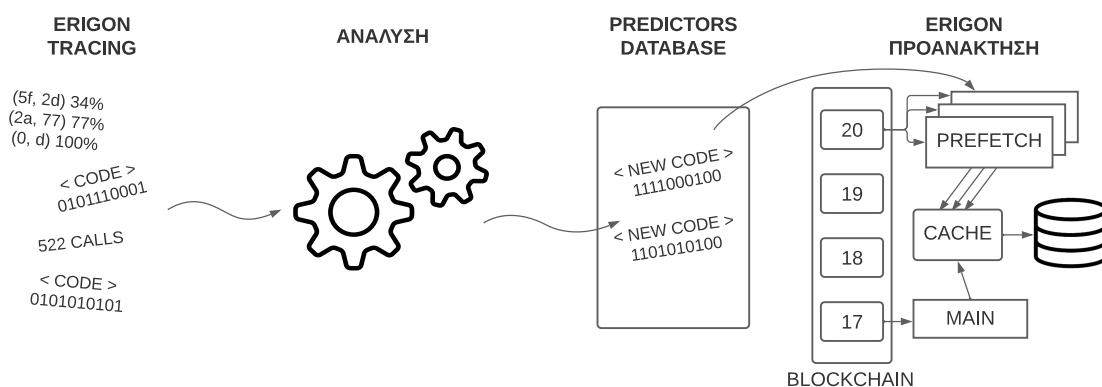 ERIGON
TRACING
ΑΝΑΛΥΣΗ
PREDICTORS
DATABASE
ERIGON
ΠΡΟΑΝΑΚΤΗΣΗ
(5f, 2d) 34%
(2a, 77) 77%
(0, d) 100%
< CODE >
0101110001
522 CALLS
< CODE >
0101010101
< NEW CODE >
1111000100
< NEW CODE >
1101010100
20
19
18
17
BLOCKCHAIN
PREFETCH
CACHE
MAIN